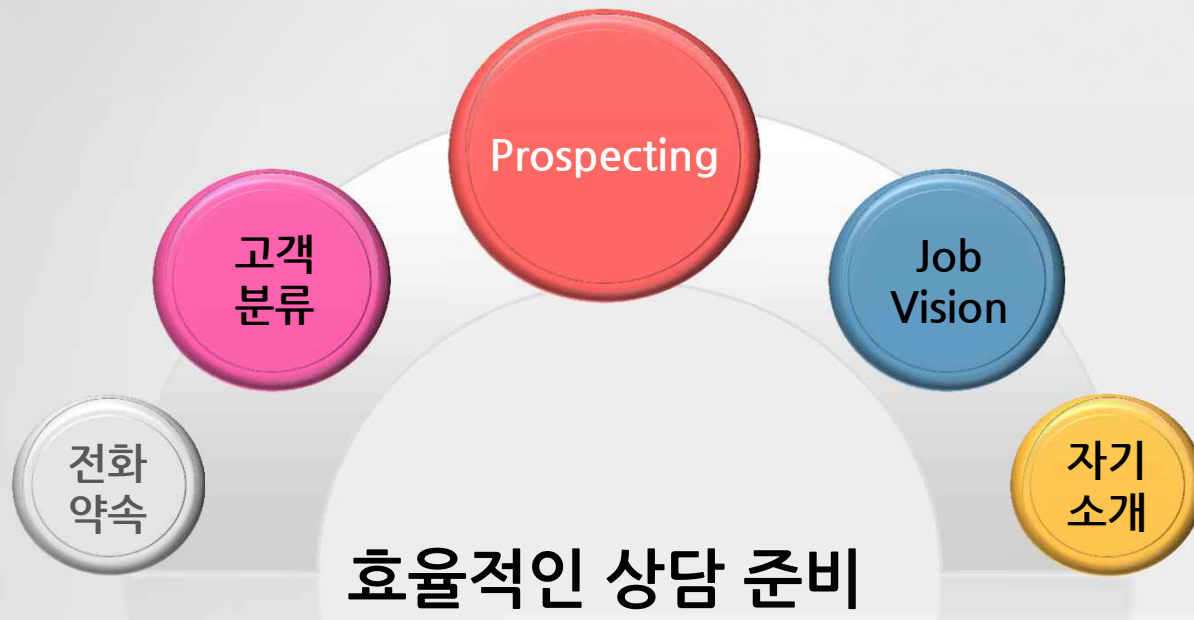 Prospecting
고객
분류
Job
Vision
전화
약속
자기
소개
효율적인 상담 준비